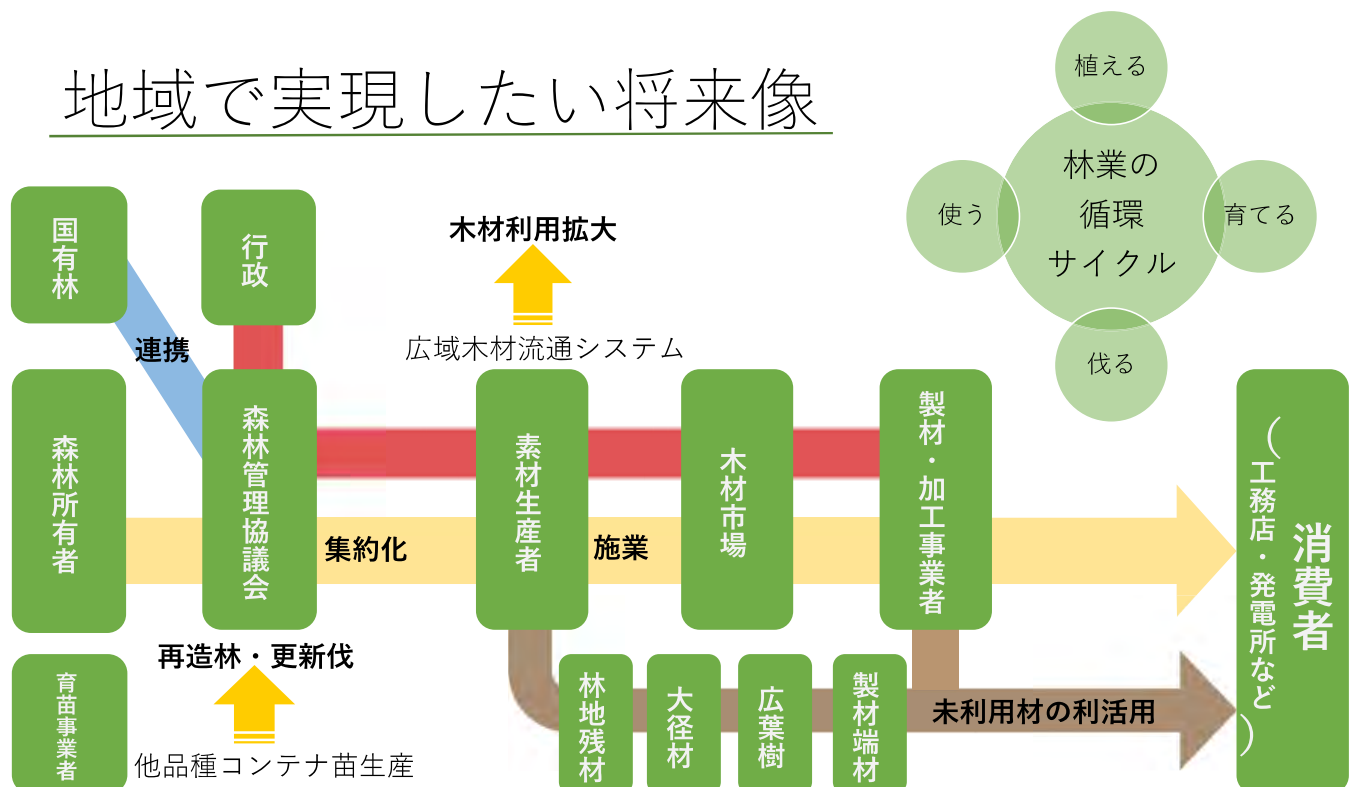 地域で実現したい将来像
植える
林業の
循環
サイクル
使う
育てる
伐る
国有林
行政
木材利用拡大
広域木材流通システム
連携
森林所有者
森林管理協議会
集約化
素材生産者
施業
木材市場
製材・加工事業者
消費者
(工務店・発電所など)
再造林・更新伐
育苗事業者
他品種コンテナ苗生産
林地残材
大径材
広葉樹
製材端材
未利用材の利活用